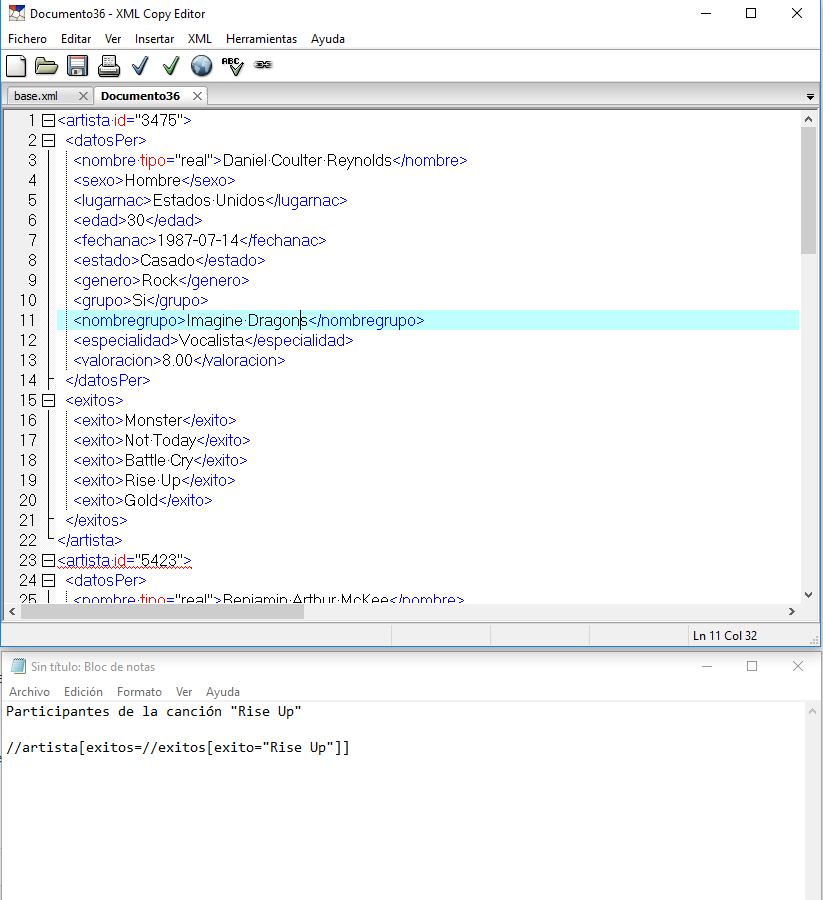 Documento36 - XML Copy Editor
Fichero Editar Ver Insertar XML Herramientas Ayuda
ABC
base.xml Documento36
1 <artista id="3475">
2 <datosPer>
3 <nombre tipo="real">Daniel Coulter Reynolds</nombre>
4 <sexo>Hombre</sexo>
5 <lugarnac>Estados Unidos</lugarnac>
6 <edad>30</edad>
7 <fechanac>1987-07-14</fechanac>
8 <estado>Casado</estado>
9 <genero>Rock</genero>
10 <grupo>Si</grupo>
11 <nombregrupo>Imagine Dragons</nombregrupo>
12 <especialidad>Vocalista</especialidad>
13 <valoracion>8.00</valoracion>
14 </datosPer>
15 <exitos>
16 <exito>Monster</exito>
17 <exito>Not Today</exito>
18 <exito>Battle Cry</exito>
19 <exito>Rise Up</exito>
20 <exito>Gold</exito>
21 </exitos>
22 </artista>
23 <artista id="5423">
24 <datosPer>
25 <nombre tipo="real">Benjamin Arthur McKee</nombre>
Ln 11 Col 32
Sin título: Bloc de notas
Archivo Edición Formato Ver Ayuda
Participantes de la canción "Rise Up"
//artista[exitos=//exitos[exito="Rise Up"]]